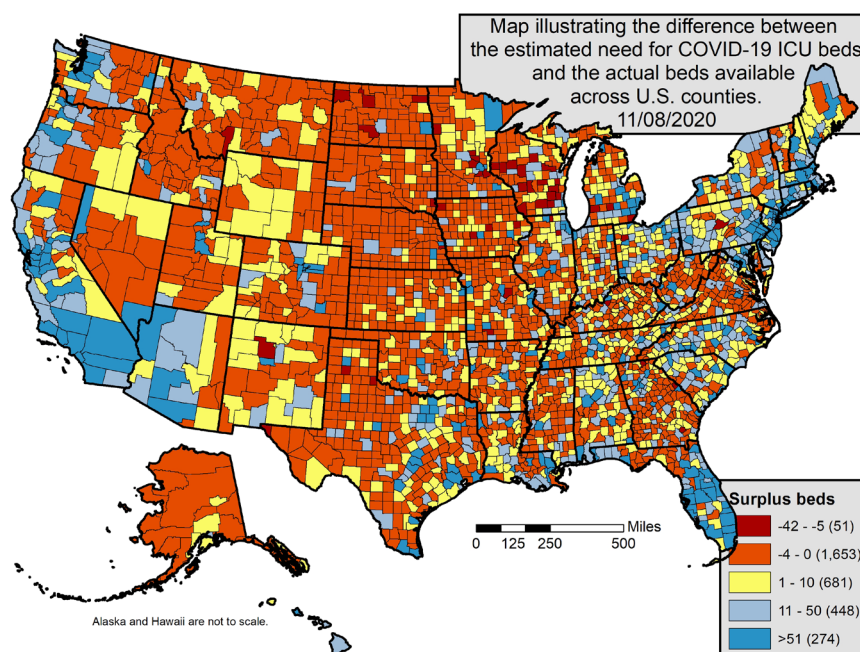 Map illustrating the difference between
the estimated need for COVID-19 ICU beds
and the actual beds available
across U.S. counties.
11/08/2020
Surplus beds
-42 - -5 (51)
-4 - 0 (1,653)
1 - 10 (681)
11 - 50 (448)
>51 (274)
Miles
0 125 250 500
Alaska and Hawaii are not to scale.